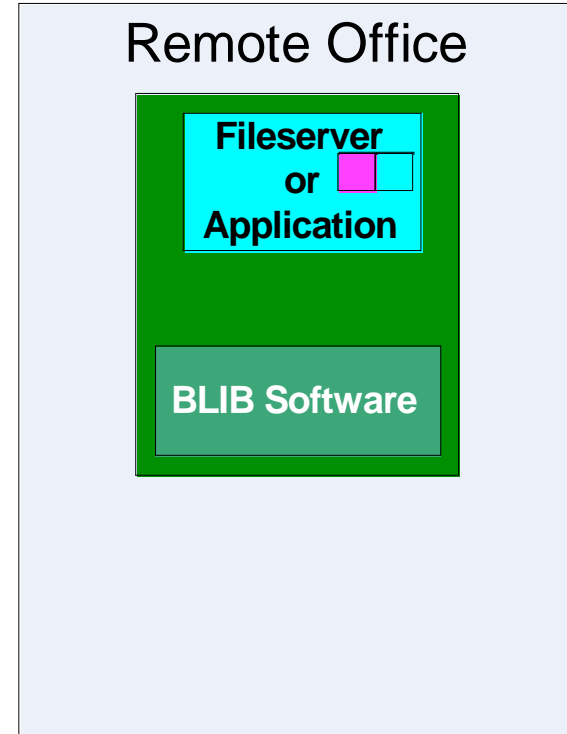 Remote Office
Fileserver
or
Application
BLIB Software